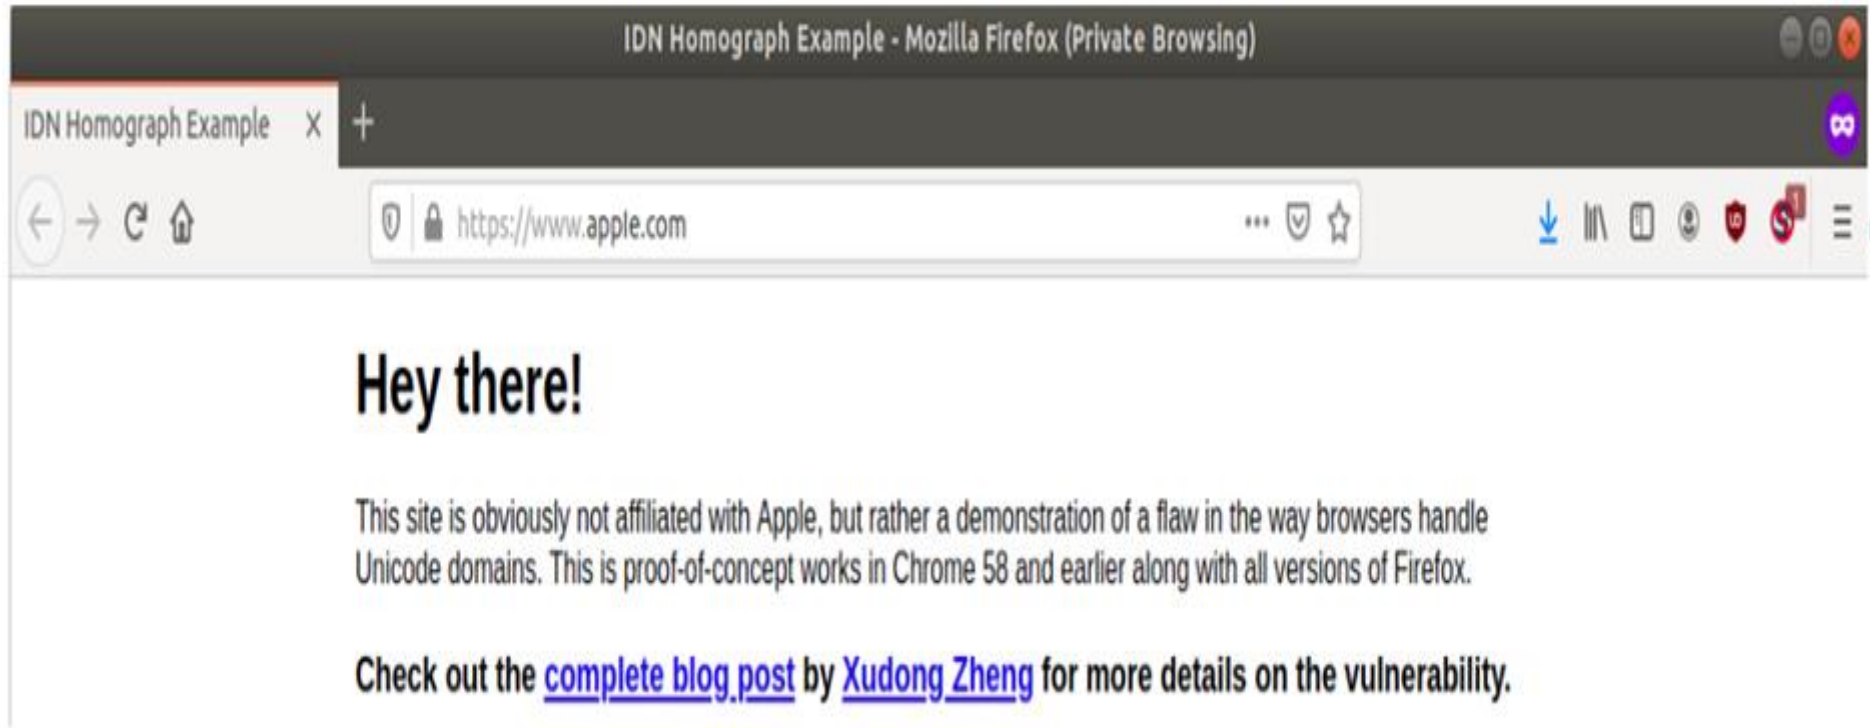 IDN Homograph Example - Mozilla Firefox (Private Browsing)
IDN Homograph Example
https://www.apple.com
1
Hey there!
This site is obviously not affiliated with Apple, but rather a demonstration of a flaw in the way browsers handle
Unicode domains. This is proof-of-concept works in Chrome 58 and earlier along with all versions of Firefox.
Check out the complete blog post by Xudong Zheng for more details on the vulnerability.